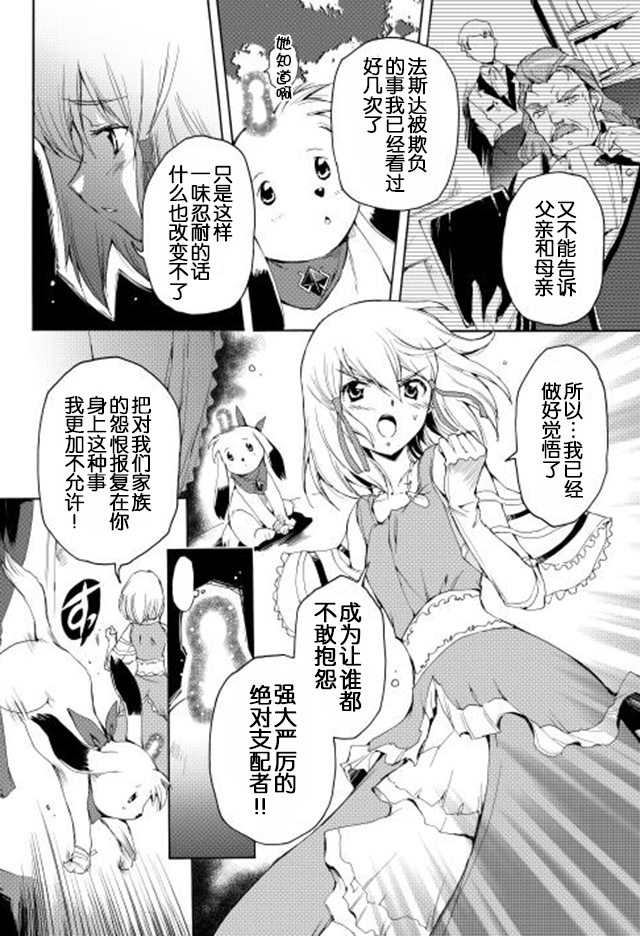 又不能告诉
父亲和母亲
法斯达被欺负
的事我已经看过
好几次了
她知道啊
只是这样
一味忍耐的话
什么也改变不了
所以…我已经
做好觉悟了
成为让谁都
不敢抱怨
强大严厉的
绝对支配者!!
把对我们家族
的怨恨报复在你
身上这种事
我更加不允许!
すっ